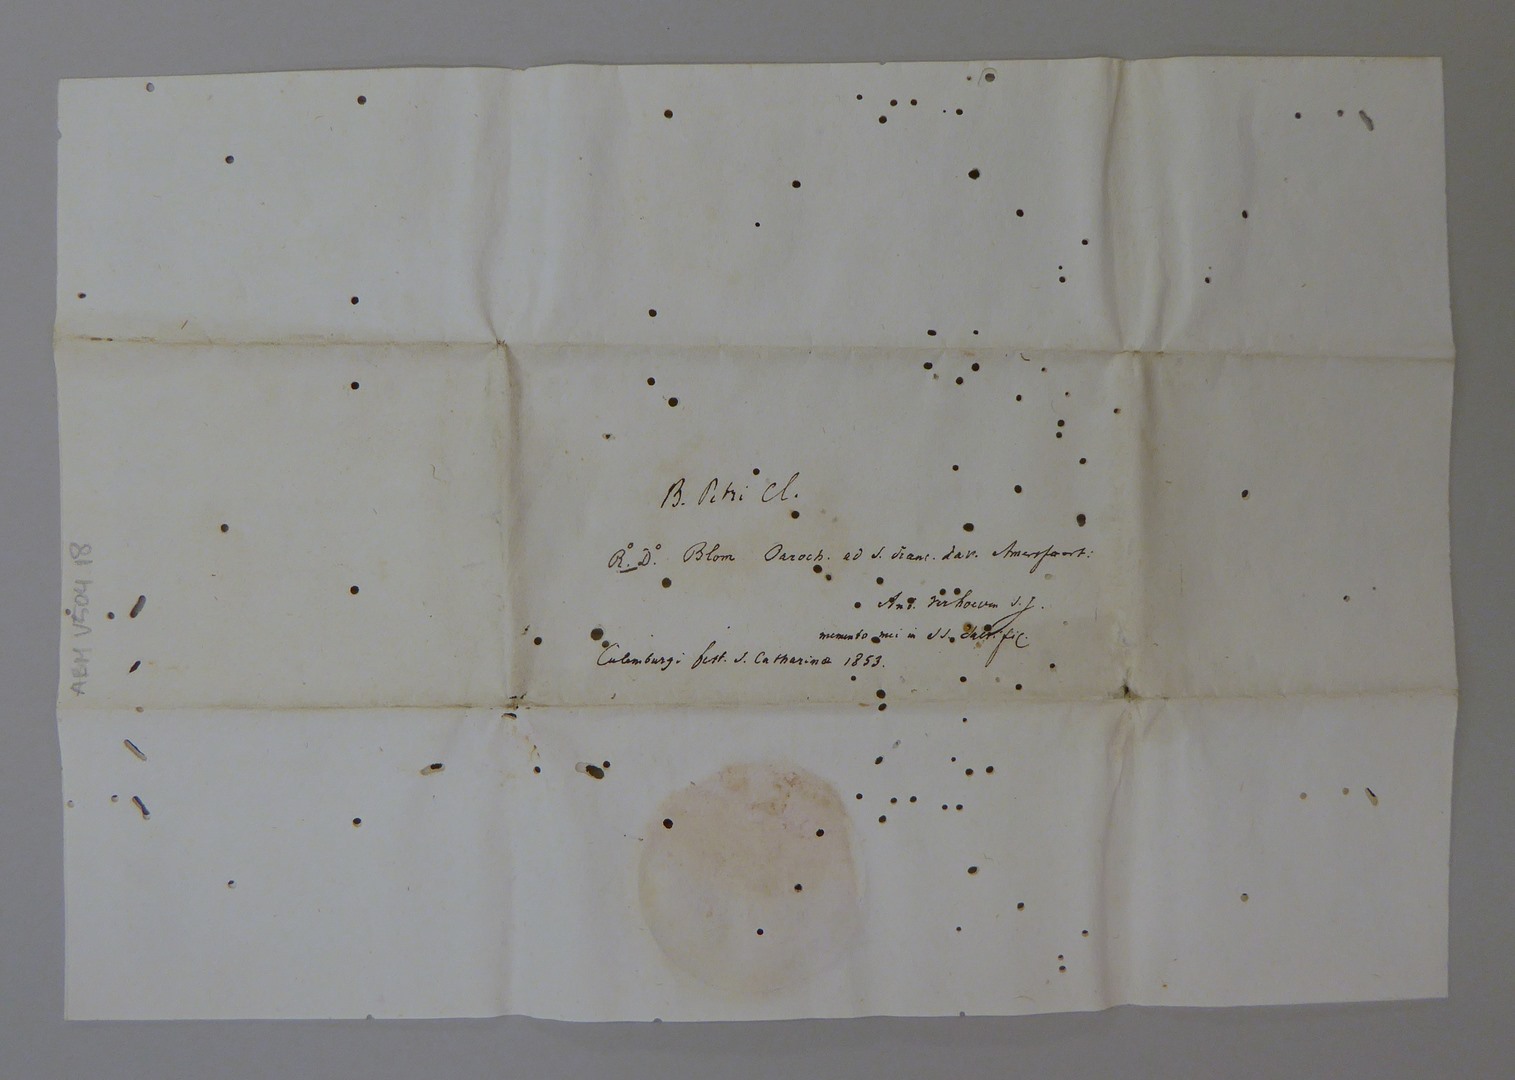 B. Petri Cl.
R.º D.º Blom Paroch. ad S. Franc. Xav. Amersfoort:
Ant. Verhoeven S.J.
memento mei in SS. Sacrific.
Culemburgi fest. S. Catharinæ 1853.
ABM V504 18